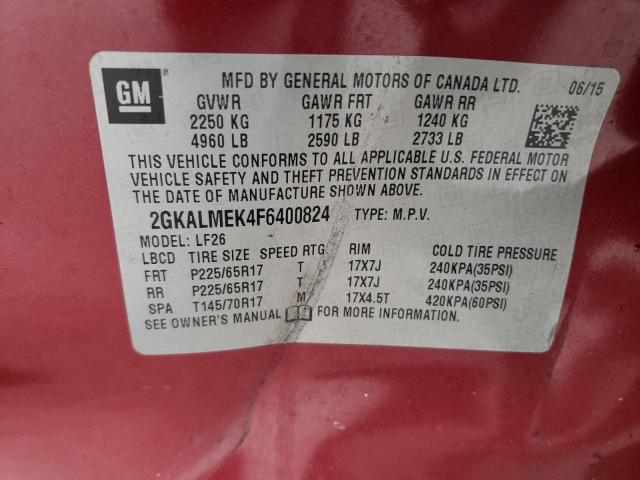 GM MFD BY GENERAL MOTORS OF CANADA LTD. 06/15
GVWR GAWR FRT GAWR RR
2250 KG 1175 KG 1240 KG
4960 LB 2590 LB 2733 LB
THIS VEHICLE CONFORMS TO ALL APPLICABLE U.S. FEDERAL MOTOR
VEHICLE SAFETY AND THEFT PREVENTION STANDARDS IN EFFECT ON
THE DATE OF MANUFACTURE SHOWN ABOVE.
2GKALMEK4F6400824 TYPE: M.P.V.
MODEL: LF26
LBCD TIRE SIZE SPEED RTG RIM COLD TIRE PRESSURE
FRT P225/65R17 T 17X7J 240KPA(35PSI)
RR P225/65R17 T 17X7J 240KPA(35PSI)
SPA T145/70R17 M 17X4.5T 420KPA(60PSI)
SEE OWNER'S MANUAL FOR MORE INFORMATION.